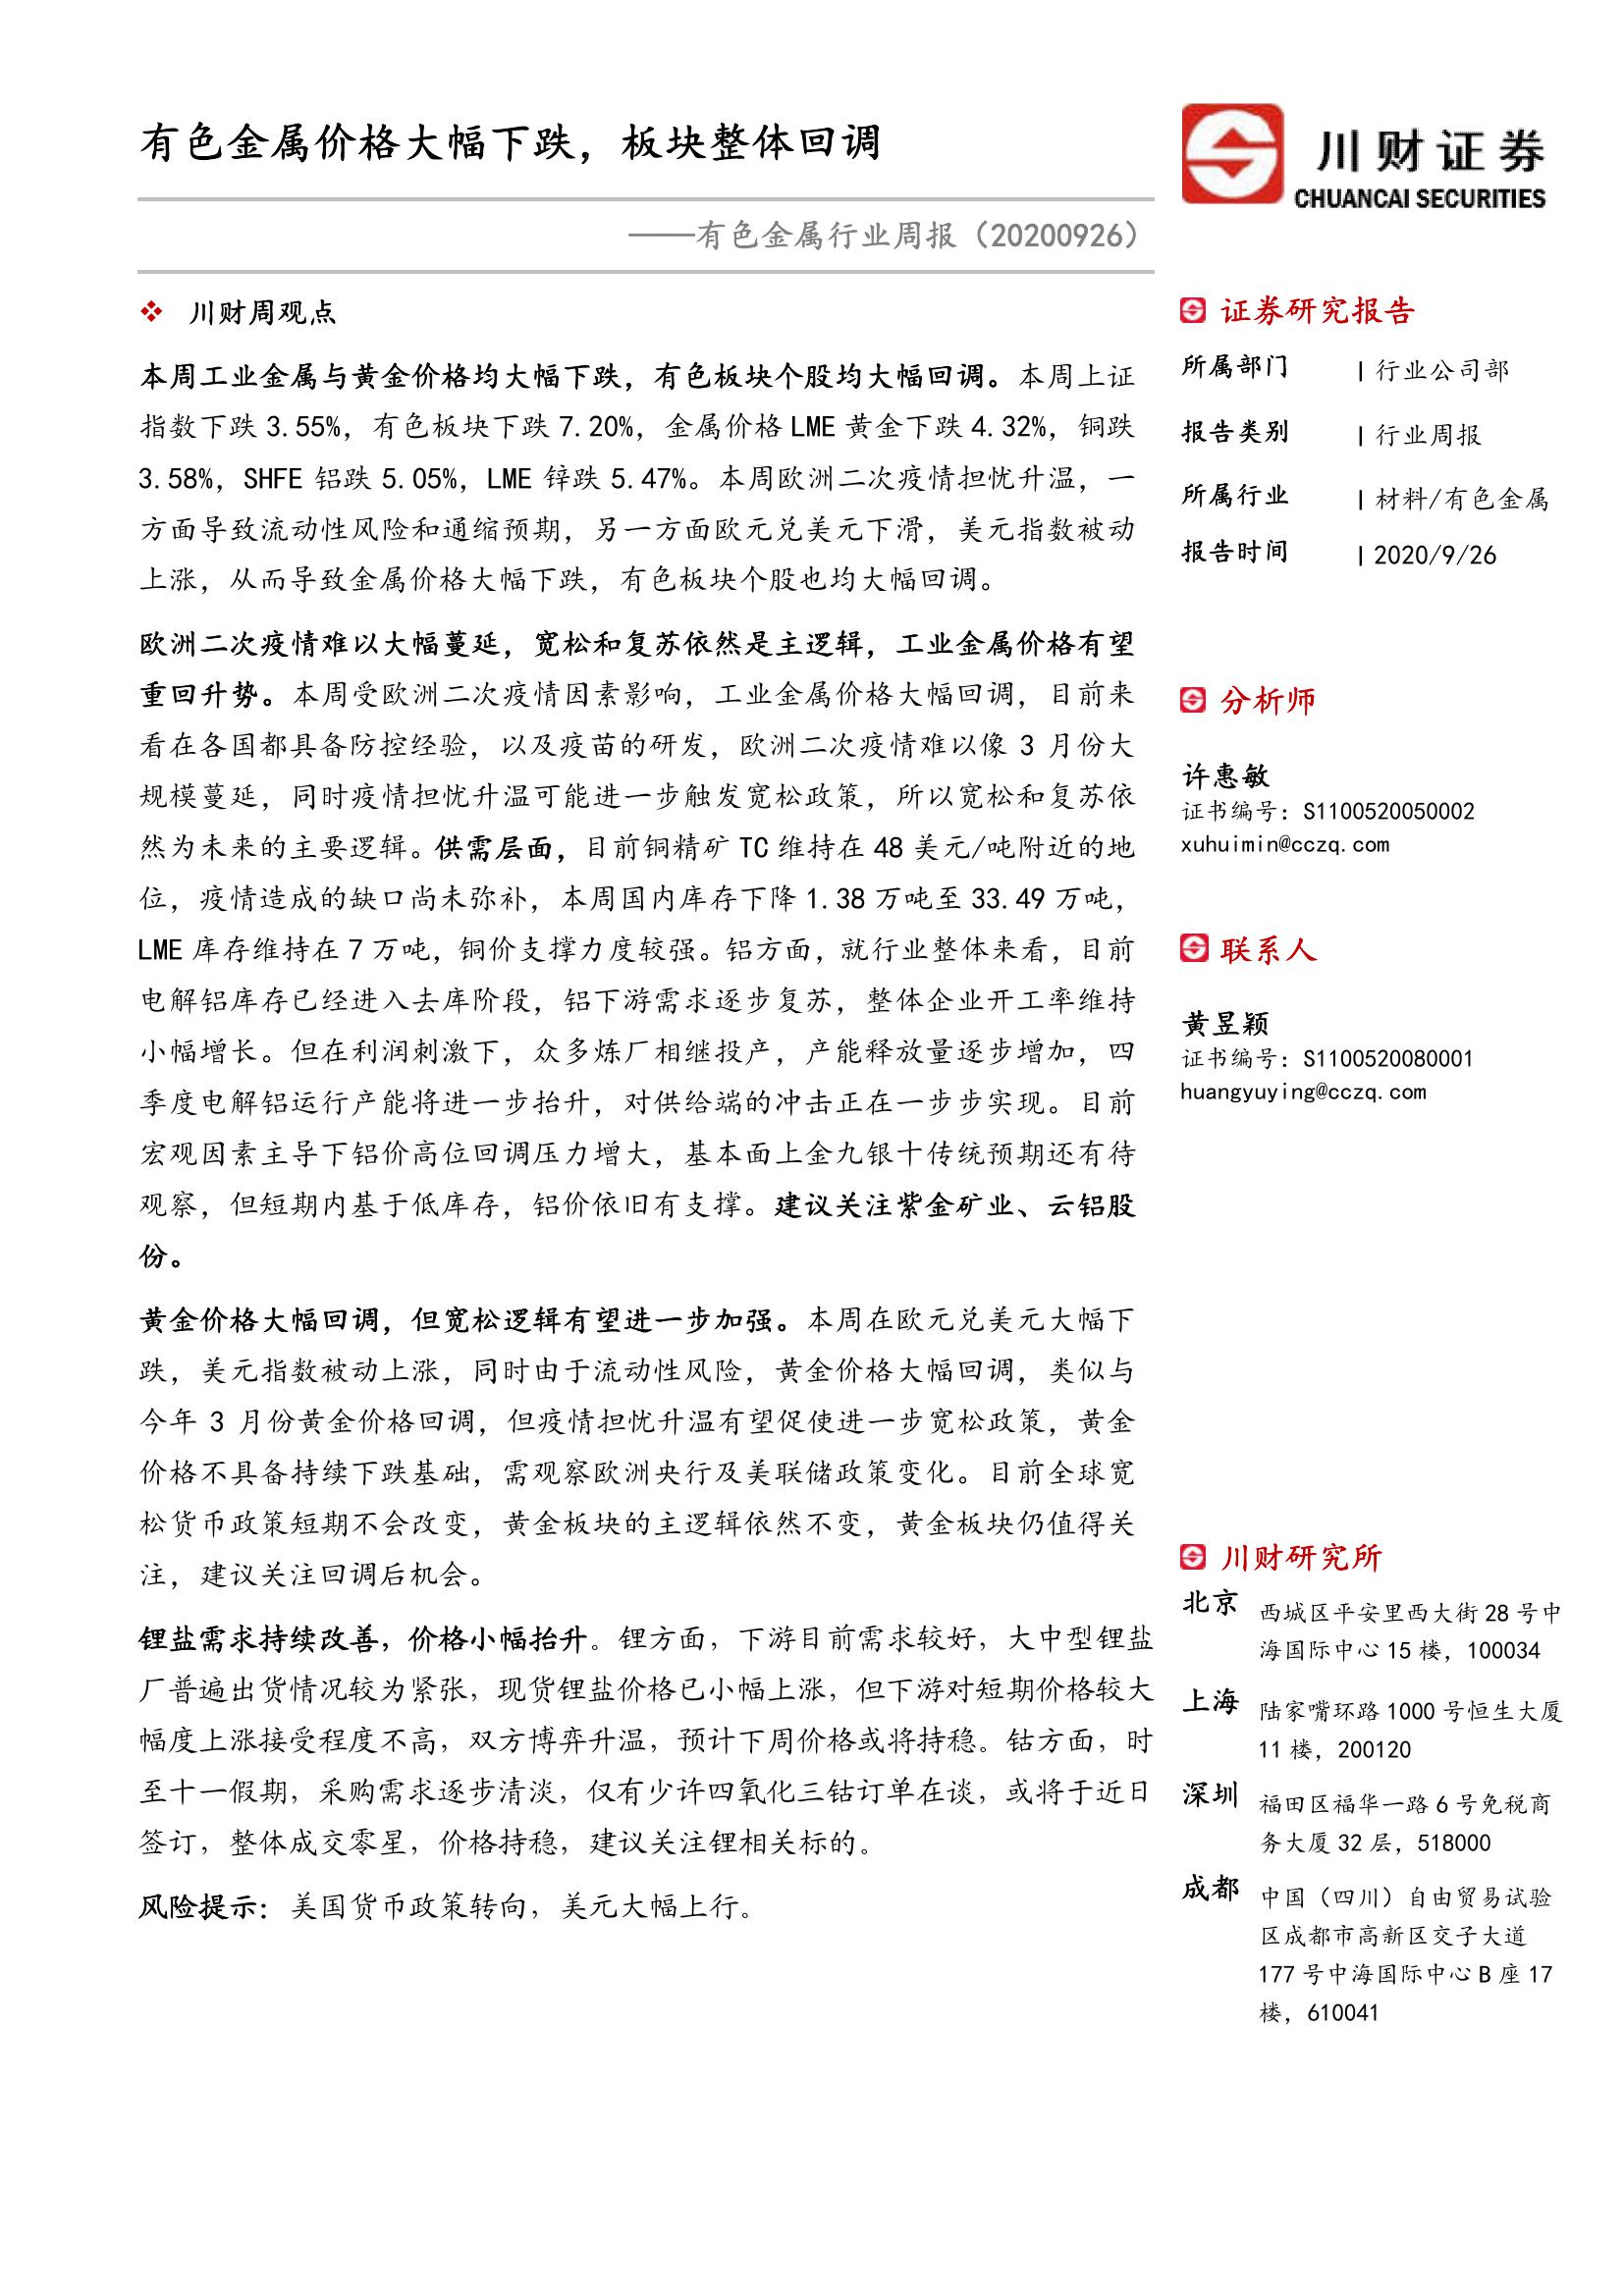 有色金属价格大幅下跌，板块整体回调
川财证券
CHUANCAI SECURITIES
——有色金属行业周报（20200926）
川财周观点
本周工业金属与黄金价格均大幅下跌，有色板块个股均大幅回调。本周上证
指数下跌 3.55%，有色板块下跌 7.20%，金属价格 LME 黄金下跌 4.32%，铜跌
3.58%，SHFE 铝跌 5.05%，LME 锌跌 5.47%。本周欧洲二次疫情担忧升温，一
方面导致流动性风险和通缩预期，另一方面欧元兑美元下滑，美元指数被动
上涨，从而导致金属价格大幅下跌，有色板块个股也均大幅回调。
欧洲二次疫情难以大幅蔓延，宽松和复苏依然是主逻辑，工业金属价格有望
重回升势。本周受欧洲二次疫情因素影响，工业金属价格大幅回调，目前来
看在各国都具备防控经验，以及疫苗的研发，欧洲二次疫情难以像 3 月份大
规模蔓延，同时疫情担忧升温可能进一步触发宽松政策，所以宽松和复苏依
然为未来的主要逻辑。供需层面，目前铜精矿 TC 维持在 48 美元/吨附近的地
位，疫情造成的缺口尚未弥补，本周国内库存下降 1.38 万吨至 33.49 万吨，
LME 库存维持在 7 万吨，铜价支撑力度较强。铝方面，就行业整体来看，目前
电解铝库存已经进入去库阶段，铝下游需求逐步复苏，整体企业开工率维持
小幅增长。但在利润刺激下，众多炼厂相继投产，产能释放量逐步增加，四
季度电解铝运行产能将进一步抬升，对供给端的冲击正在一步步实现。目前
宏观因素主导下铝价高位回调压力增大，基本面上金九银十传统预期还有待
观察，但短期内基于低库存，铝价依旧有支撑。建议关注紫金矿业、云铝股
份。
黄金价格大幅回调，但宽松逻辑有望进一步加强。本周在欧元兑美元大幅下
跌，美元指数被动上涨，同时由于流动性风险，黄金价格大幅回调，类似与
今年 3 月份黄金价格回调，但疫情担忧升温有望促使进一步宽松政策，黄金
价格不具备持续下跌基础，需观察欧洲央行及美联储政策变化。目前全球宽
松货币政策短期不会改变，黄金板块的主逻辑依然不变，黄金板块仍值得关
注，建议关注回调后机会。
锂盐需求持续改善，价格小幅抬升。锂方面，下游目前需求较好，大中型锂盐
厂普遍出货情况较为紧张，现货锂盐价格已小幅上涨，但下游对短期价格较大
幅度上涨接受程度不高，双方博弈升温，预计下周价格或将持稳。钴方面，时
至十一假期，采购需求逐步清淡，仅有少许四氧化三钴订单在谈，或将于近日
签订，整体成交零星，价格持稳，建议关注锂相关标的。
风险提示：美国货币政策转向，美元大幅上行。
证券研究报告
所属部门 | 行业公司部
报告类别 | 行业周报
所属行业 | 材料/有色金属
报告时间 | 2020/9/26
分析师
许惠敏
证书编号：S1100520050002
xuhuimin@cczq.com
联系人
黄昱颖
证书编号：S1100520080001
huangyuying@cczq.com
川财研究所
北京 西城区平安里西大街 28 号中
海国际中心 15 楼，100034
上海 陆家嘴环路 1000 号恒生大厦
11 楼，200120
深圳 福田区福华一路 6 号免税商
务大厦 32 层，518000
成都 中国（四川）自由贸易试验
区成都市高新区交子大道
177 号中海国际中心 B 座 17
楼，610041